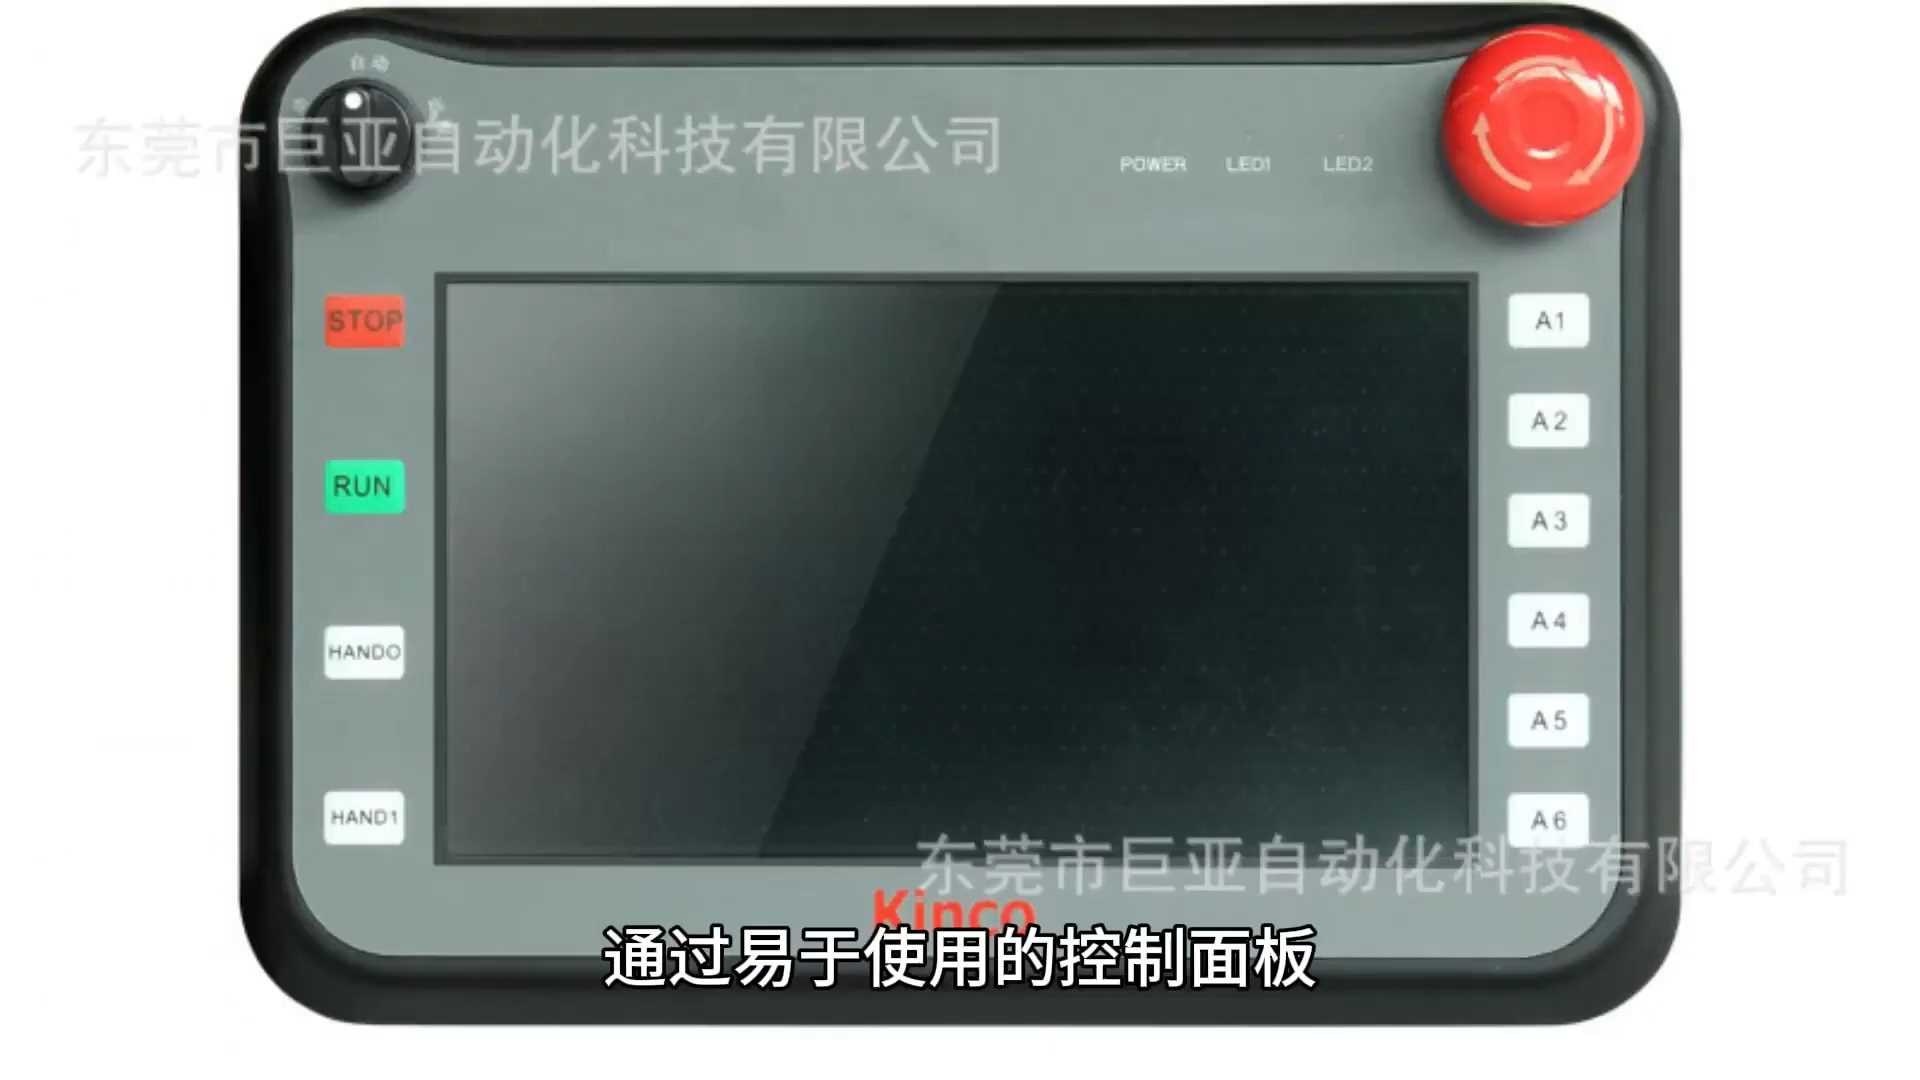 自动
东莞市巨亚自动化科技有限公司
POWER LED1 LED2
STOP
A1
A2
RUN
A3
A4
HANDO
A5
HAND1
A6
东莞市巨亚自动化科技有限公司
Kinco
通过易于使用的控制面板